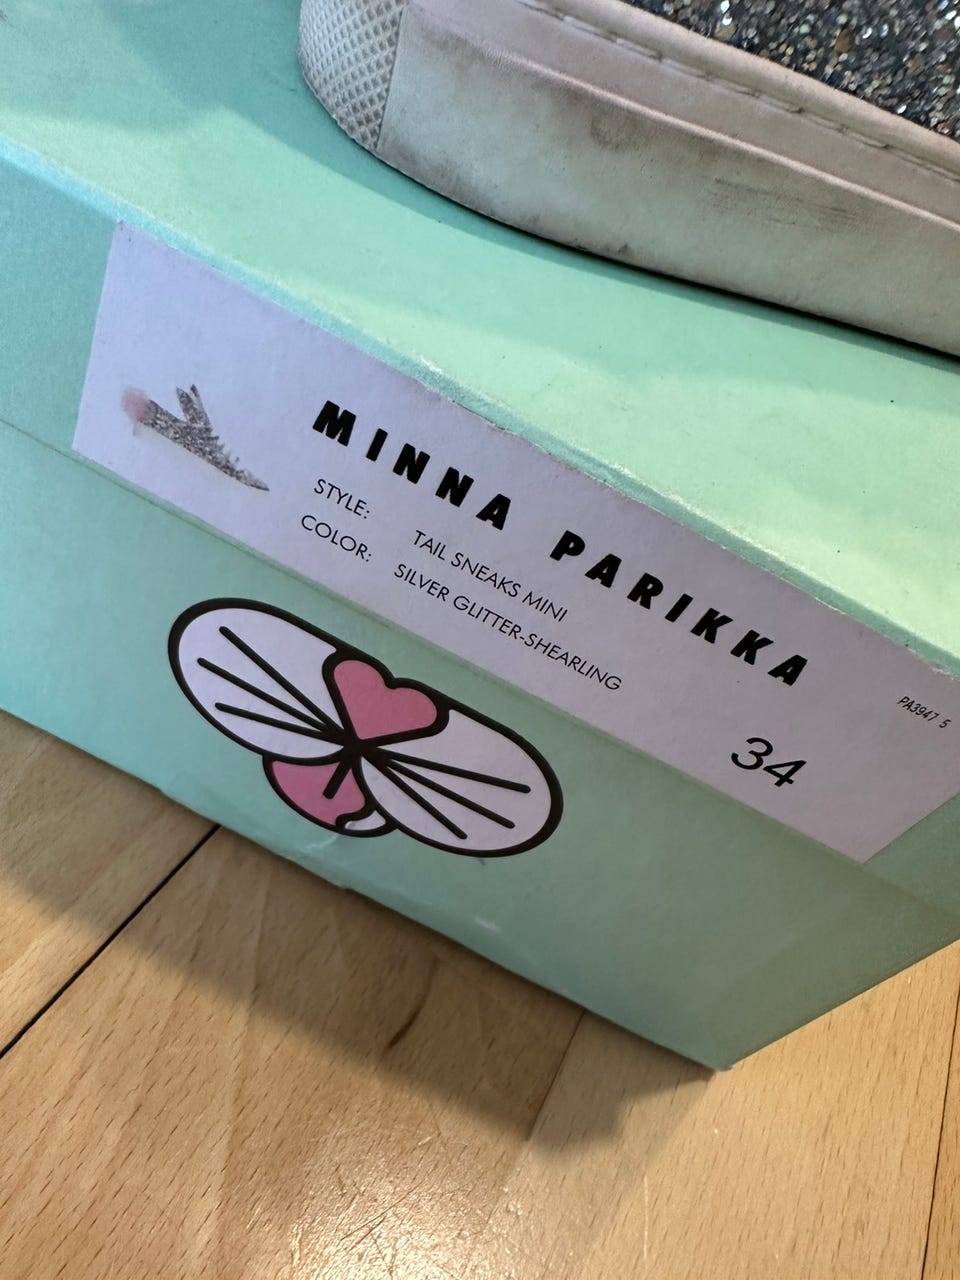 MINNA PARIKKA
STYLE: TAIL SNEAKS MINI
COLOR: SILVER GLITTER-SHEARLING
PA3947 5
34